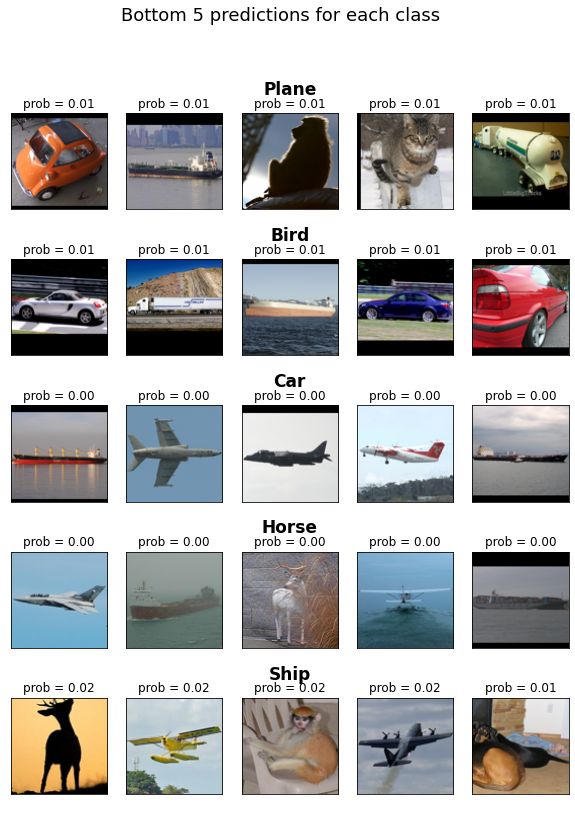 Bottom 5 predictions for each class
Plane
prob = 0.01 prob = 0.01 prob = 0.01 prob = 0.01 prob = 0.01
Bird
prob = 0.01 prob = 0.01 prob = 0.01 prob = 0.01 prob = 0.01
Car
prob = 0.00 prob = 0.00 prob = 0.00 prob = 0.00 prob = 0.00
Horse
prob = 0.00 prob = 0.00 prob = 0.00 prob = 0.00 prob = 0.00
Ship
prob = 0.02 prob = 0.02 prob = 0.02 prob = 0.02 prob = 0.01